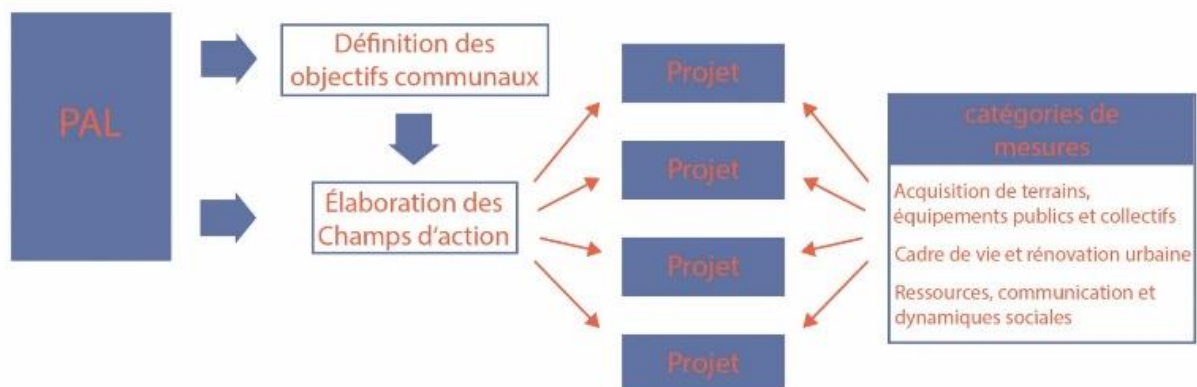 PAL
Définition des
objectifs communaux
Élaboration des
Champs d'action
Projet
Projet
Projet
Projet
catégories de
mesures
Acquisition de terrains,
équipements publics et collectifs
Cadre de vie et rénovation urbaine
Ressources, communication et
dynamiques sociales